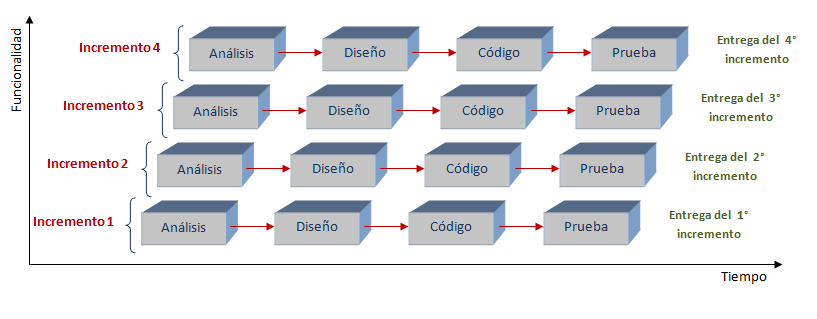 Funcionalidad
Incremento 4
Análisis
Diseño
Código
Prueba
Entrega del 4°
incremento
Incremento 3
Análisis
Diseño
Código
Prueba
Entrega del 3°
incremento
Incremento 2
Análisis
Diseño
Código
Prueba
Entrega del 2°
incremento
Incremento 1
Análisis
Diseño
Código
Prueba
Entrega del 1°
incremento
Tiempo